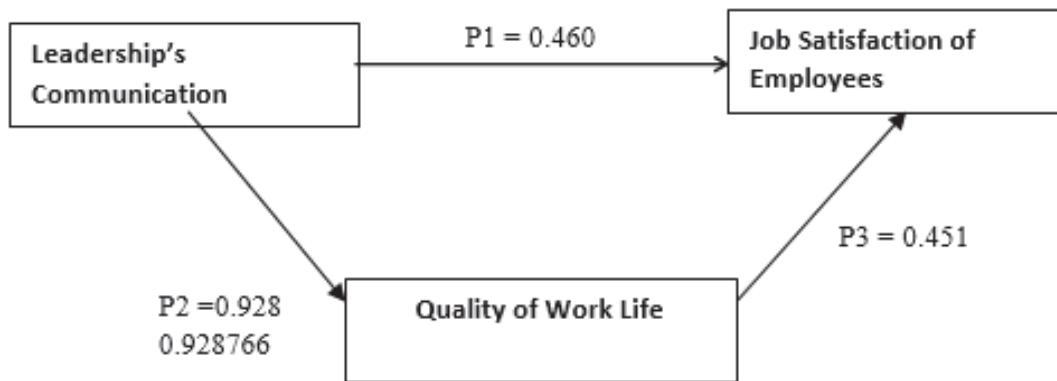 P1 = 0.460
Leadership's
Communication
Job Satisfaction of
Employees
P3 = 0.451
P2 =0.928
0.928766
Quality of Work Life